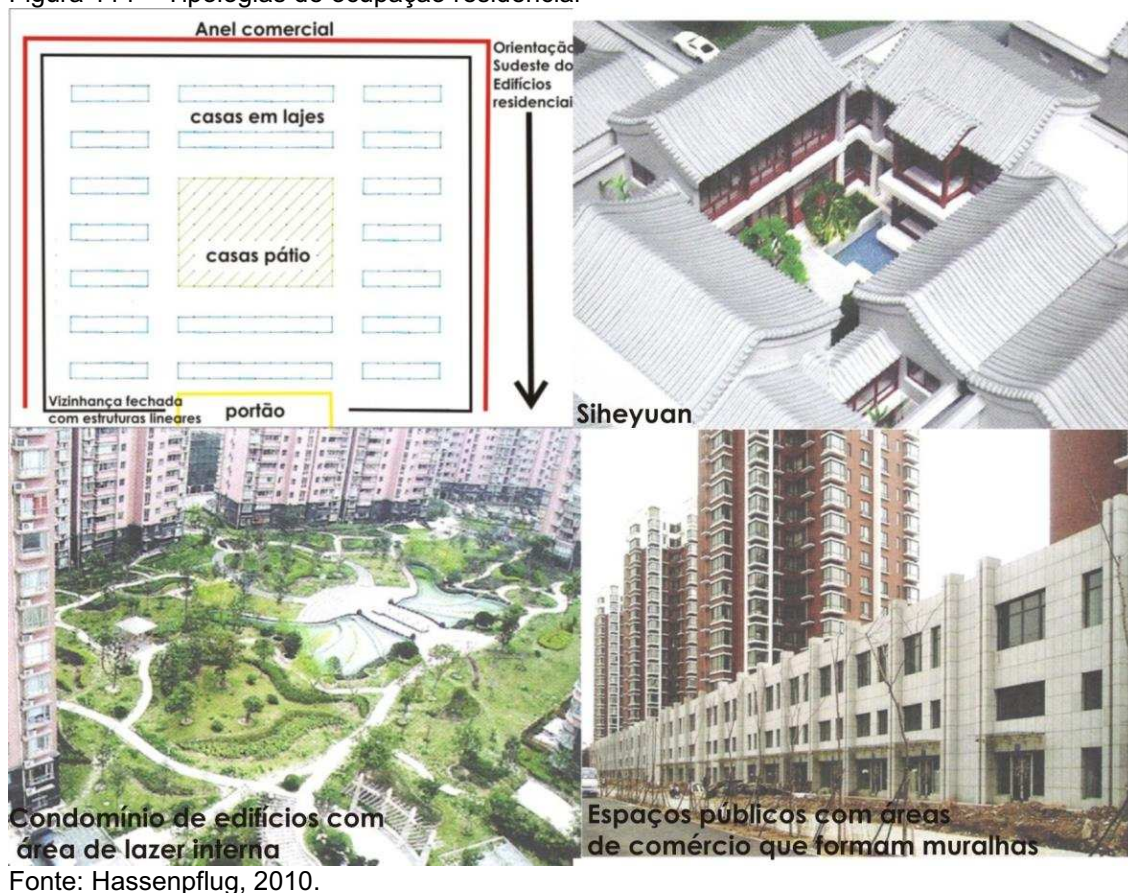 Anel comercial
Orientação
Sudeste do
Edifícios
residenciai
casas em lajes
casas pátio
Vizinhança fechada
com estruturas lineares
portão
Siheyuan
Condomínio de edifícios com
área de lazer interna
Espaços públicos com áreas
de comércio que formam muralhas
Fonte: Hassenpflug, 2010.